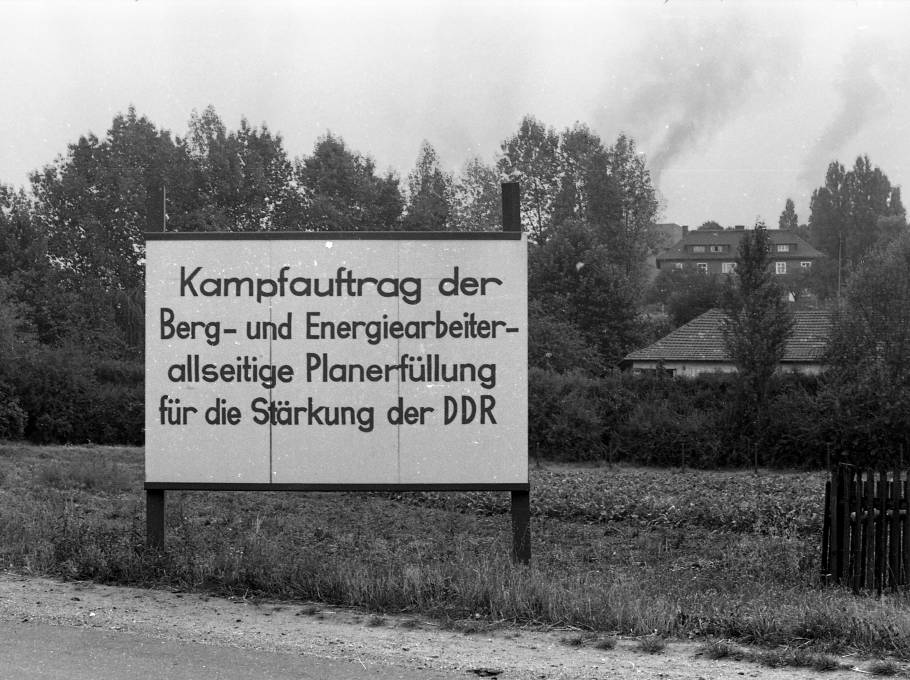 Kampfauftrag der
Berg- und Energiearbeiter-
allseitige Planerfüllung
für die Stärkung der DDR